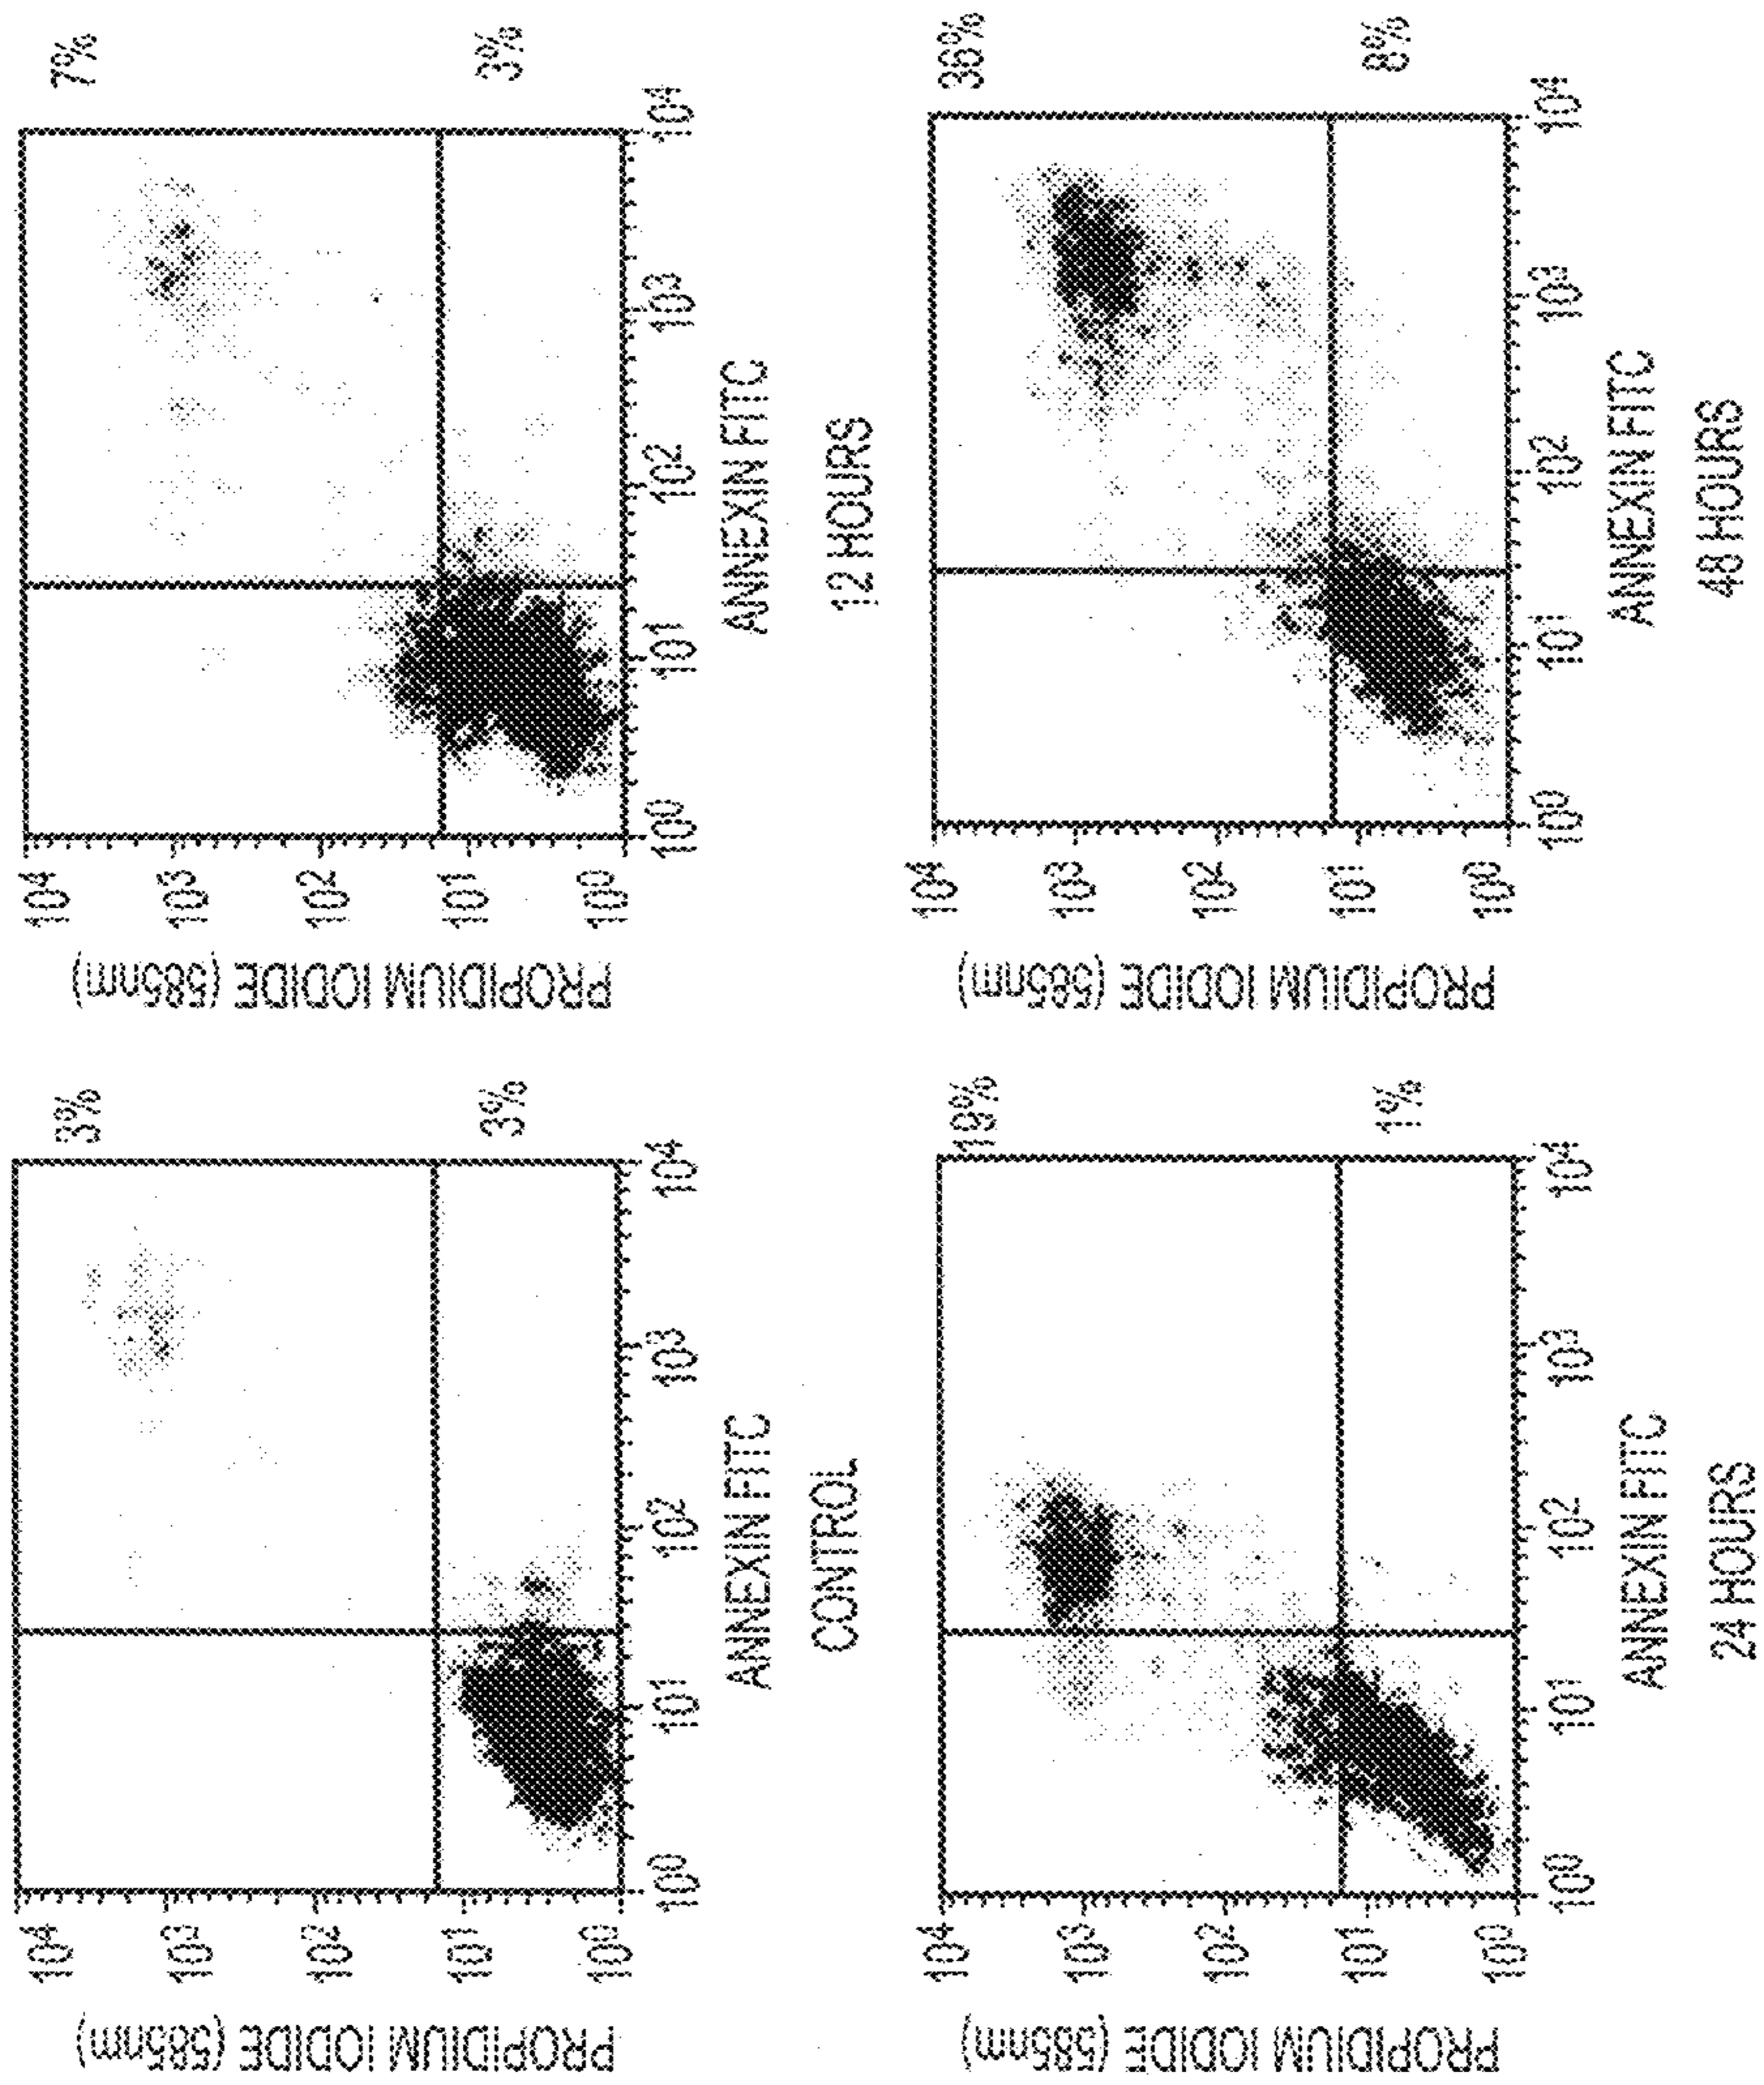 PROPIDIUM IODIDE (585nm)
10⁴
10³
10²
10¹
10⁰
3%
3%
10⁰ 10¹ 10² 10³ 10⁴
ANNEXIN FITC
CONTROL
PROPIDIUM IODIDE (585nm)
10⁴
10³
10²
10¹
10⁰
7%
3%
10⁰ 10¹ 10² 10³ 10⁴
ANNEXIN FITC
12 HOURS
PROPIDIUM IODIDE (585nm)
10⁴
10³
10²
10¹
10⁰
19%
1%
10⁰ 10¹ 10² 10³ 10⁴
ANNEXIN FITC
24 HOURS
PROPIDIUM IODIDE (585nm)
10⁴
10³
10²
10¹
10⁰
36%
8%
10⁰ 10¹ 10² 10³ 10⁴
ANNEXIN FITC
48 HOURS